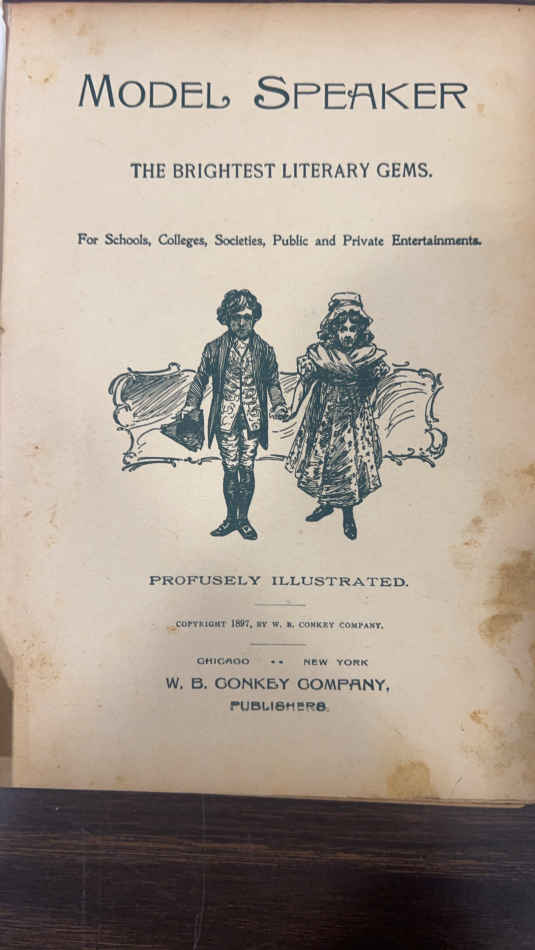 MODEL SPEAKER
THE BRIGHTEST LITERARY GEMS.
For Schools, Colleges, Societies, Public and Private Entertainments.
PROFUSELY ILLUSTRATED.
COPYRIGHT 1897, BY W. B. CONKEY COMPANY.
CHICAGO •• NEW YORK
W. B. CONKEY COMPANY,
PUBLISHERS.